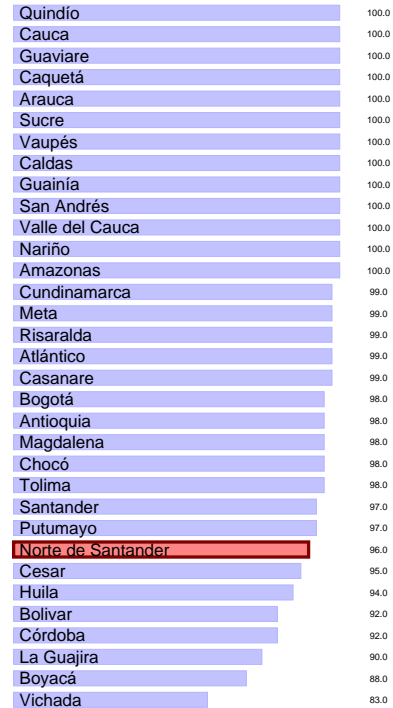 Quindío 100.0
Cauca 100.0
Guaviare 100.0
Caquetá 100.0
Arauca 100.0
Sucre 100.0
Vaupés 100.0
Caldas 100.0
Guainía 100.0
San Andrés 100.0
Valle del Cauca 100.0
Nariño 100.0
Amazonas 100.0
Cundinamarca 99.0
Meta 99.0
Risaralda 99.0
Atlántico 99.0
Casanare 99.0
Bogotá 98.0
Antioquia 98.0
Magdalena 98.0
Chocó 98.0
Tolima 98.0
Santander 97.0
Putumayo 97.0
Norte de Santander 96.0
Cesar 95.0
Huila 94.0
Bolivar 92.0
Córdoba 92.0
La Guajira 90.0
Boyacá 88.0
Vichada 83.0